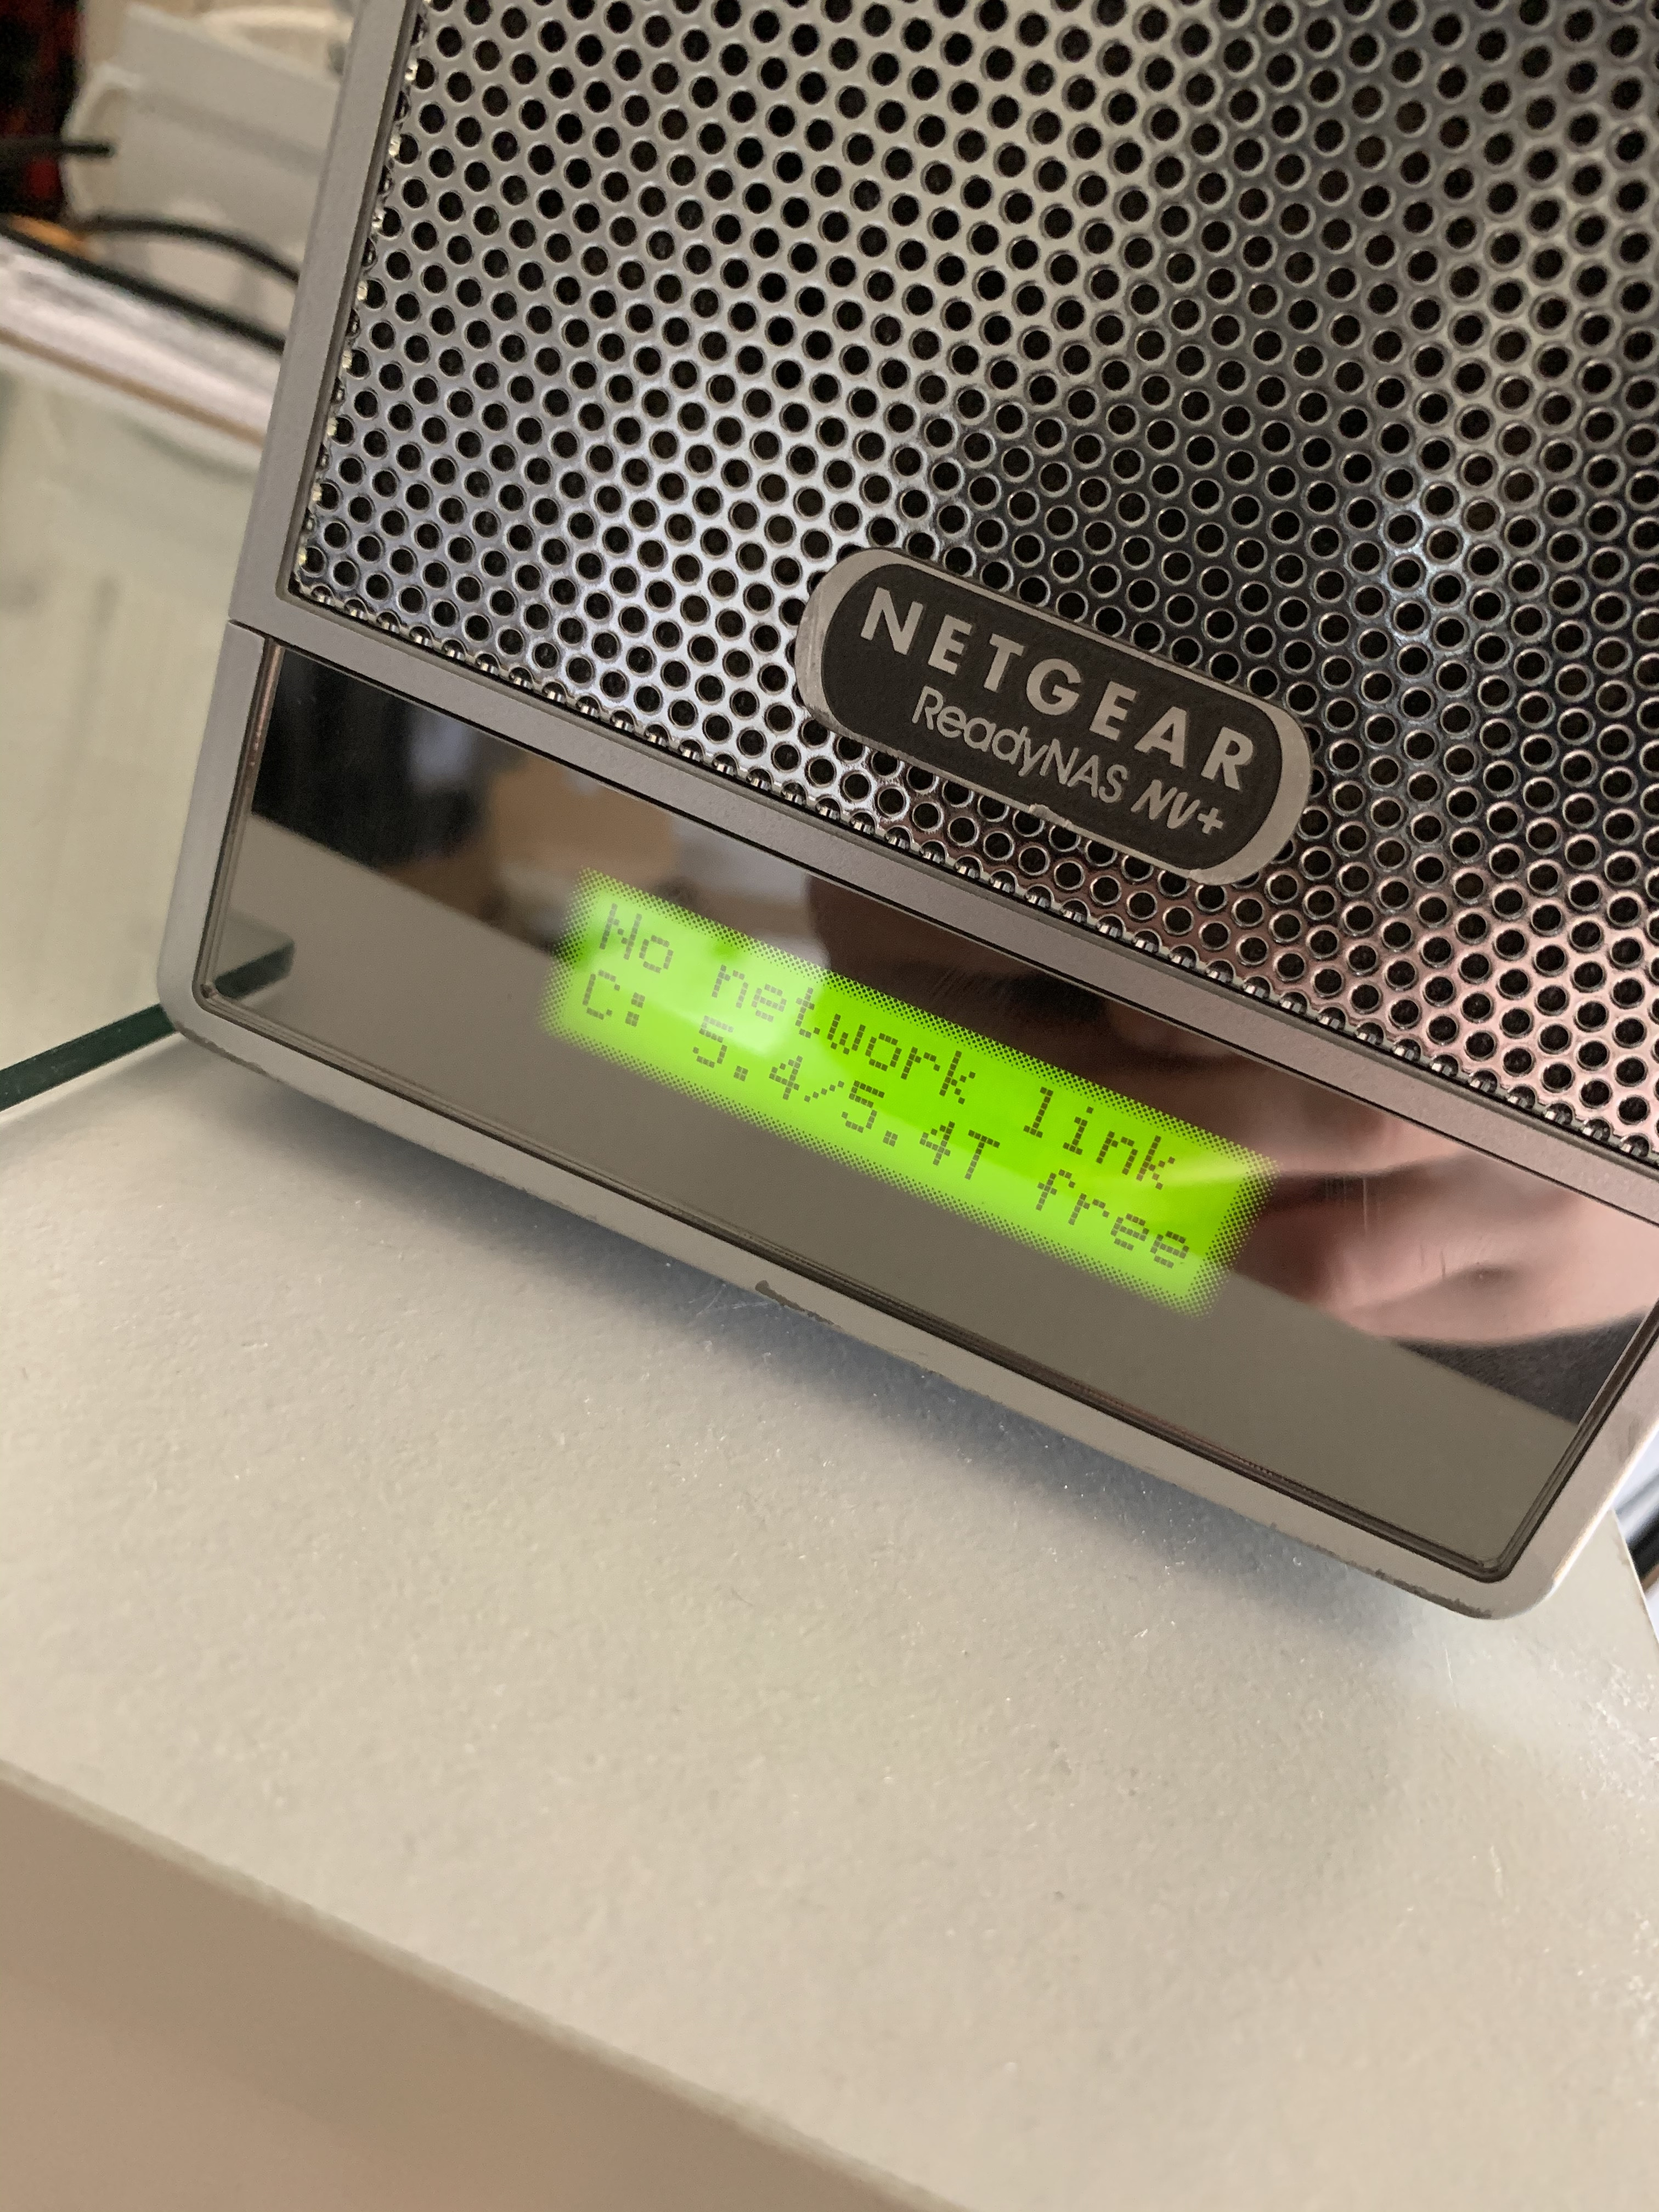 NETGEAR
ReadyNAS NV+
No network link
C: 5.4/5.4T free